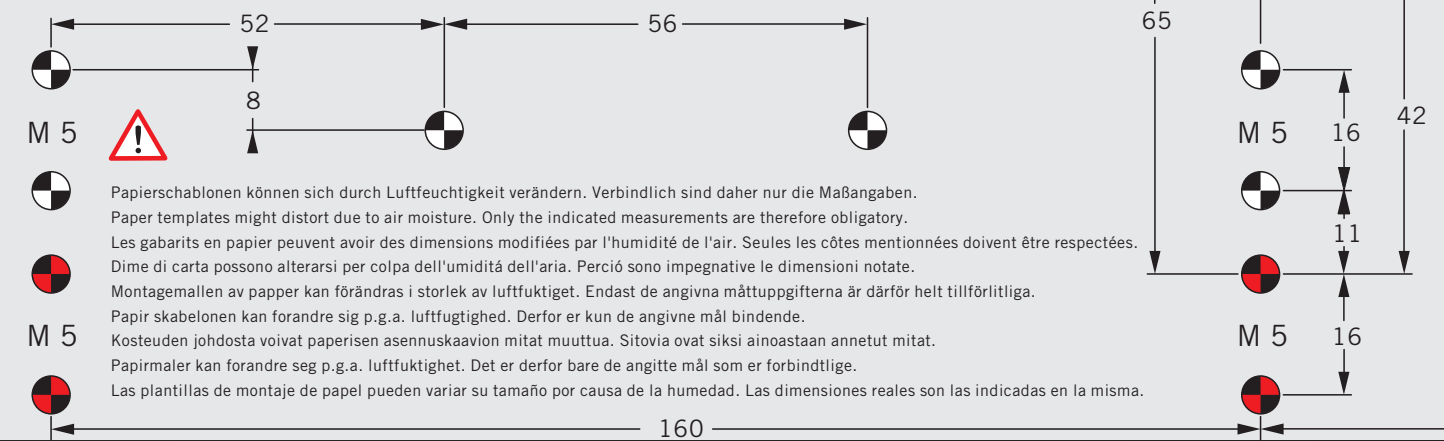 52 56 65
8
M 5 M 5 16 42
Papierschablonen können sich durch Luftfeuchtigkeit verändern. Verbindlich sind daher nur die Maßangaben.
Paper templates might distort due to air moisture. Only the indicated measurements are therefore obligatory.
Les gabarits en papier peuvent avoir des dimensions modifiées par l'humidité de l'air. Seules les côtes mentionnées doivent être respectées.
11
Dime di carta possono alterarsi per colpa dell'umiditá dell'aria. Perció sono impegnative le dimensioni notate.
Montagemallen av papper kan förändras i storlek av luftfuktiget. Endast de angivna måttuppgifterna är därför helt tillförlitliga.
Papir skabelonen kan forandre sig p.g.a. luftfugtighed. Derfor er kun de angivne mål bindende.
M 5 M 5 16
Kosteuden johdosta voivat paperisen asennuskaavion mitat muuttua. Sitovia ovat siksi ainoastaan annetut mitat.
Papirmaler kan forandre seg p.g.a. luftfuktighet. Det er derfor bare de angitte mål som er forbindtlige.
Las plantillas de montaje de papel pueden variar su tamaño por causa de la humedad. Las dimensiones reales son las indicadas en la misma.
160